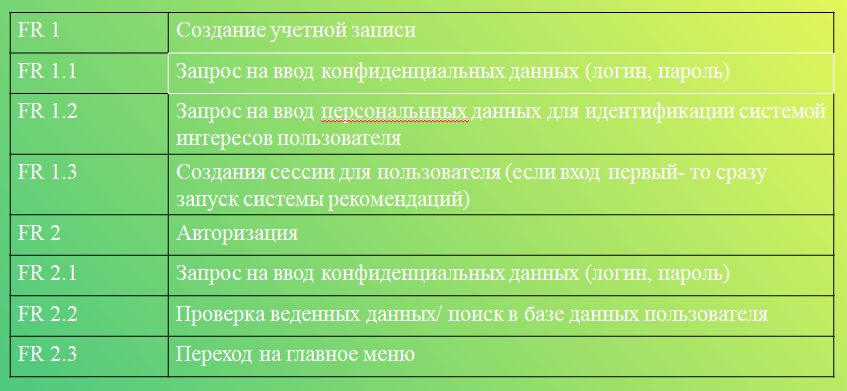 FR 1 Создание учетной записи
FR 1.1 Запрос на ввод конфиденциальных данных (логин, пароль)
FR 1.2 Запрос на ввод персональнных данных для идентификации системой
интересов пользователя
FR 1.3 Создания сессии для пользователя (если вход первый- то сразу
запуск системы рекомендаций)
FR 2 Авторизация
FR 2.1 Запрос на ввод конфиденциальных данных (логин, пароль)
FR 2.2 Проверка веденных данных/ поиск в базе данных пользователя
FR 2.3 Переход на главное меню